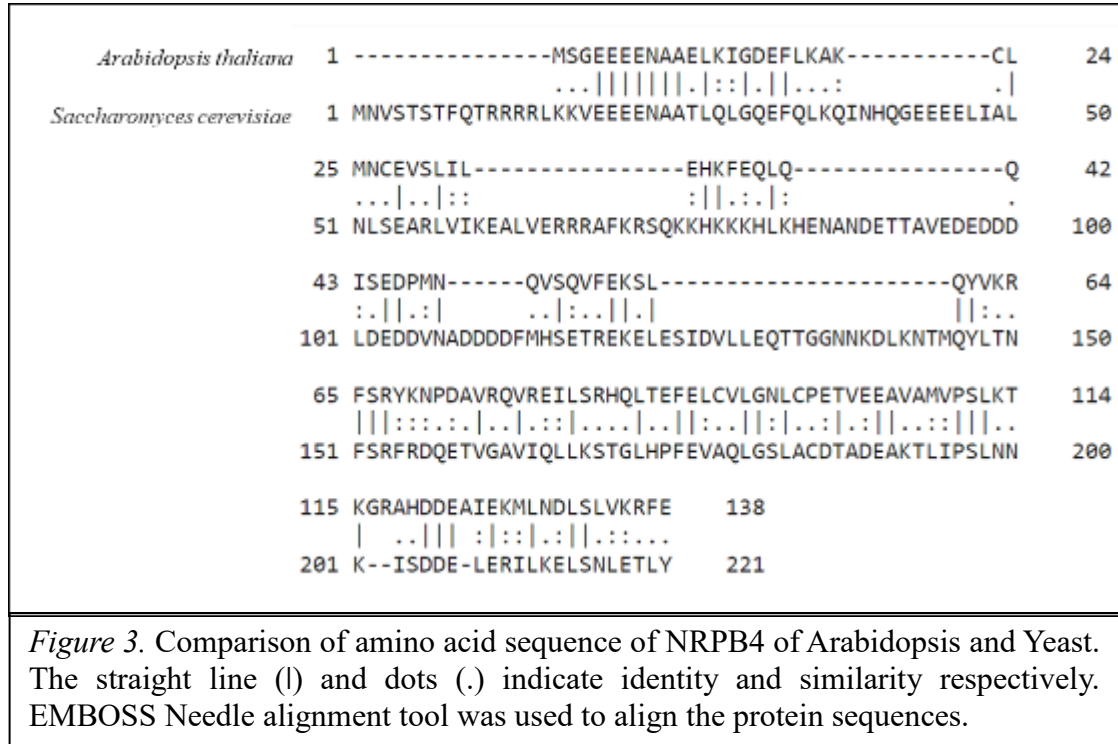 Arabidopsis thaliana 1 ---------------MSGEEEENAAELKIGDEFLKAK-----------CL 24
...|||||||.|::|.||...: .|
Saccharomyces cerevisiae 1 MNVSTSTFQTRRRRLKKVEEEENAATLQLGQEFQLKQINHQGEEEELIAL 50
25 MNCEVSLIL----------------EHKFEQLQ----------------Q 42
...|..|:: :||.:.|: .
51 NLSEARLVIKEALVERRRAFKRSQKKHKKKHLKHENANDETTAVEDEDDD 100
43 ISEDPMN------QVSQVFEKSL----------------------QYVKR 64
:.||.:| ..|:..||.| ||:..
101 LDEDDVNADDDDFMHSETREKELESIDVLLEQTTGGNNKDLKNTMQYLTN 150
65 FSRYKNPDAVRQVREILSRHQLTEFELCVLGNLCPETVEEAVAMVPSLKT 114
|||:::.:.|..|.::|....|..||:..||:|..:|.:||..::|||..
151 FSRFRDQETVGAVIQLLKSTGLHPFEVAQLGSLACDTADEAKTLIPSLNN 200
115 KGRAHDDEAIEKMLNDLSLVKRFE 138
| ..||| :|::|.:||.::...
201 K--ISDDE-LERILKELSNLETLY 221
Figure 3. Comparison of amino acid sequence of NRPB4 of Arabidopsis and Yeast.
The straight line (|) and dots (.) indicate identity and similarity respectively.
EMBOSS Needle alignment tool was used to align the protein sequences.